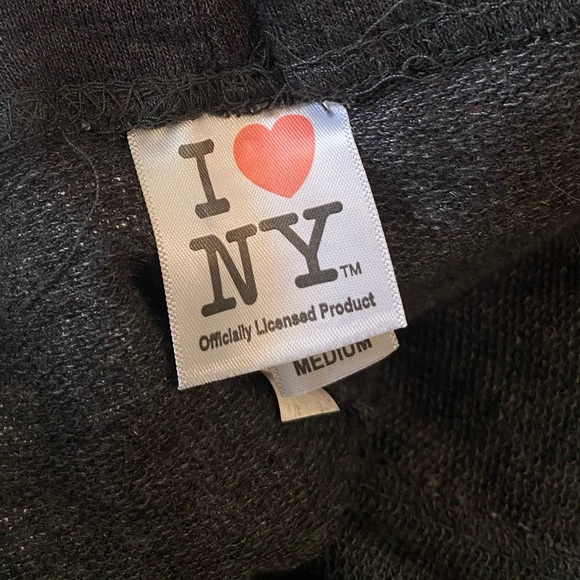 I ❤
NY™
Officially Licensed Product
MEDIUM